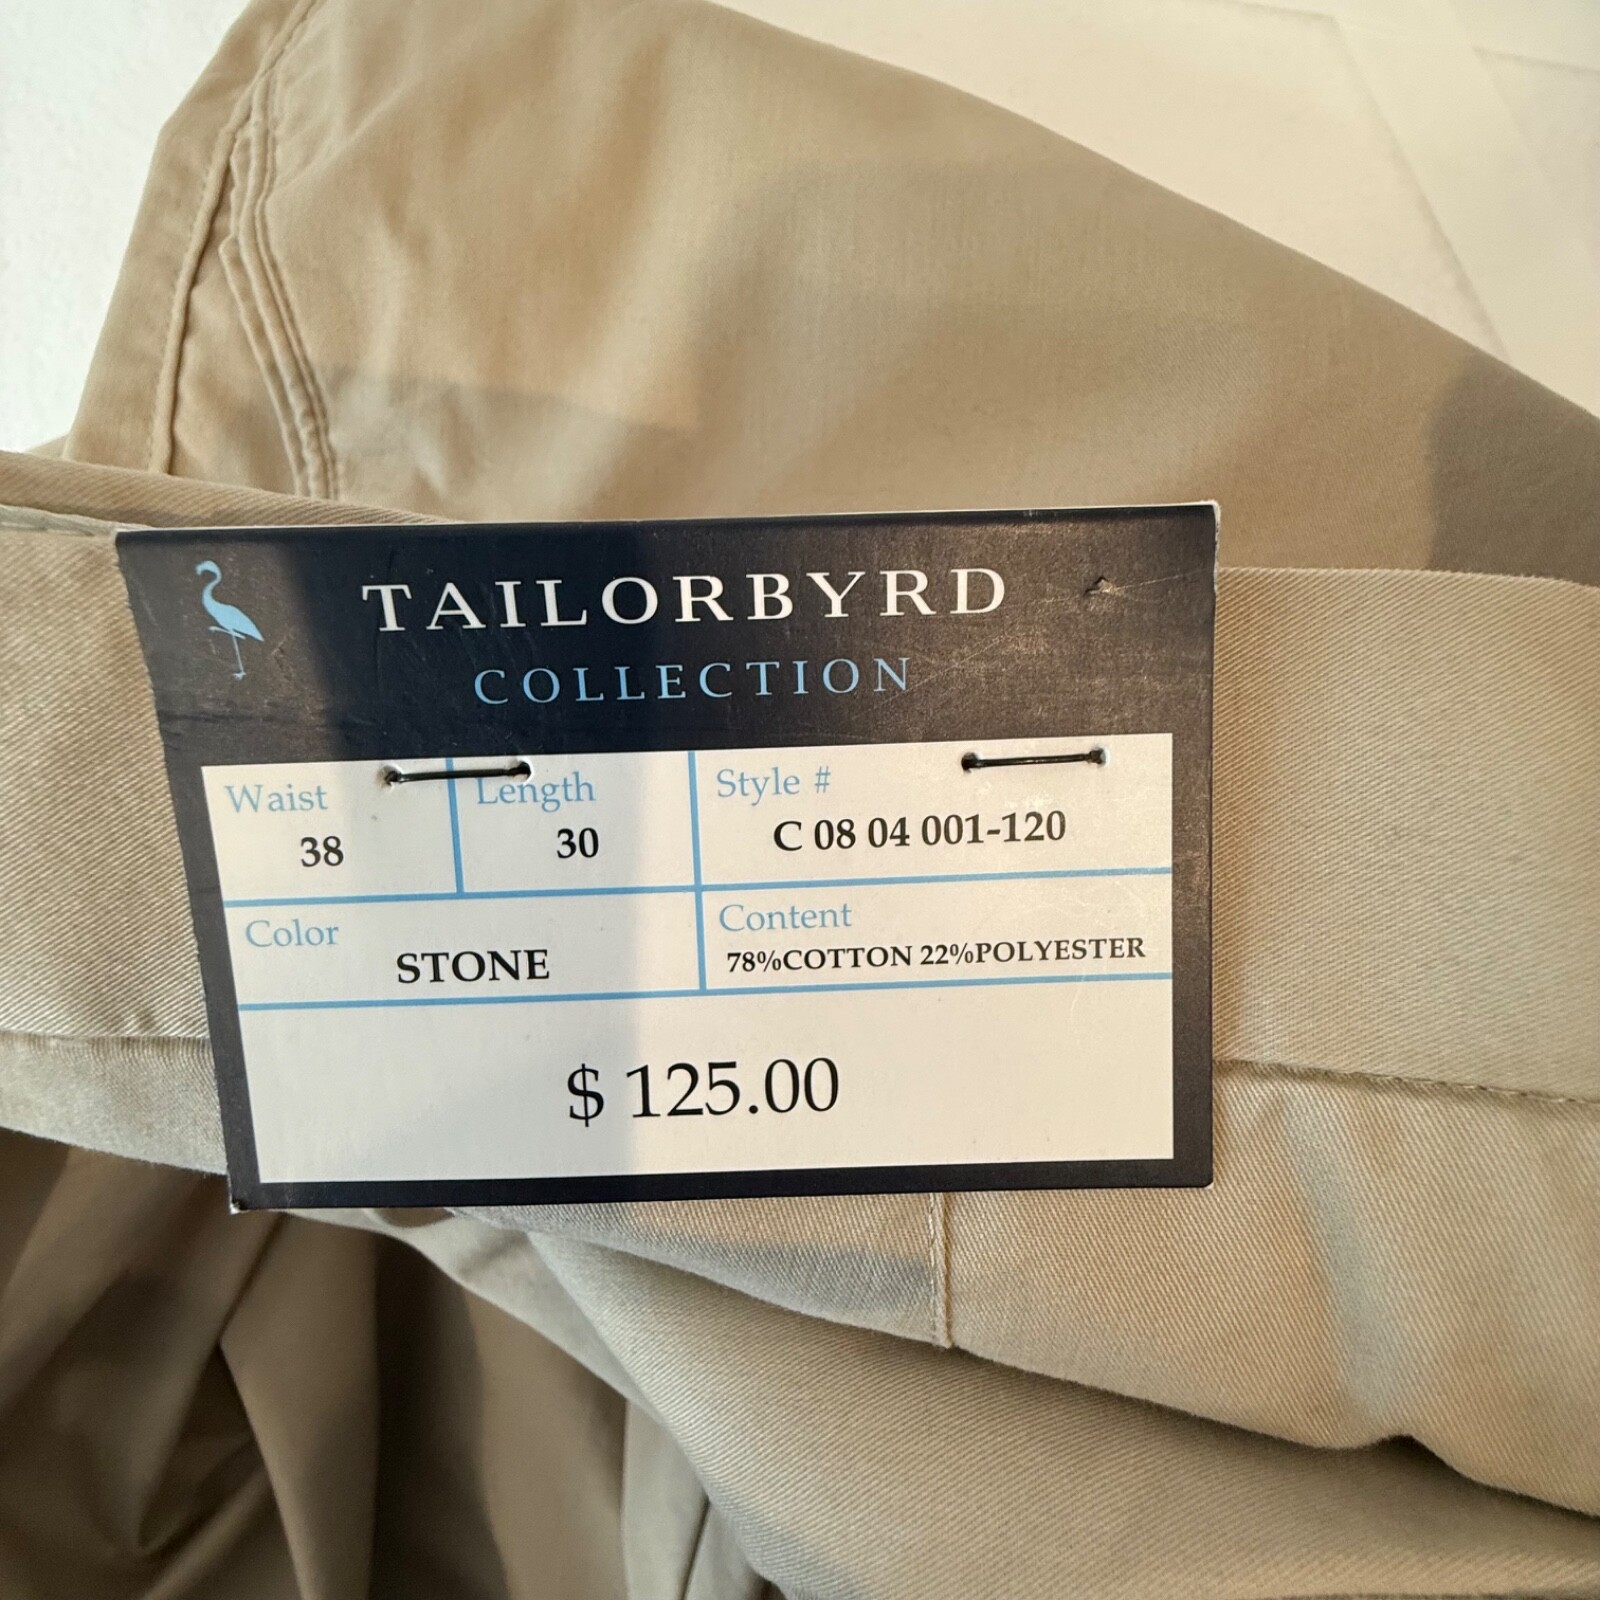 TAILORBYRD
COLLECTION
Waist
38
Length
30
Style #
C 08 04 001-120
Color
STONE
Content
78%COTTON 22%POLYESTER
$ 125.00